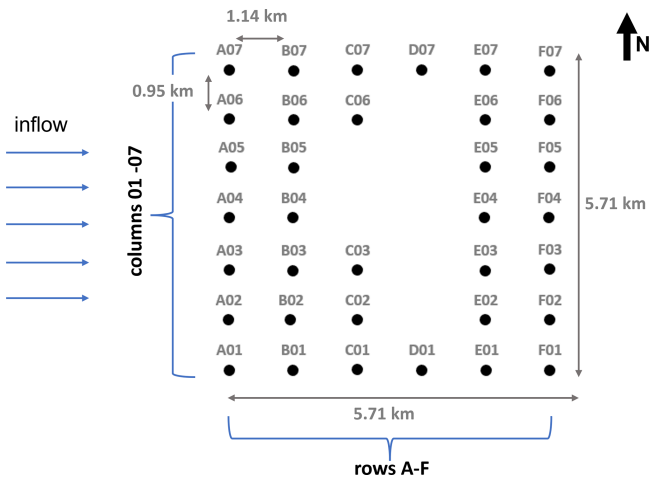 1.14 km
N
A07 B07 C07 D07 E07 F07
0.95 km
A06 B06 C06 E06 F06
inflow
A05 B05 E05 F05
A04 B04 E04 F04
5.71 km
columns 01 -07
A03 B03 C03 E03 F03
A02 B02 C02 E02 F02
A01 B01 C01 D01 E01 F01
5.71 km
rows A-F